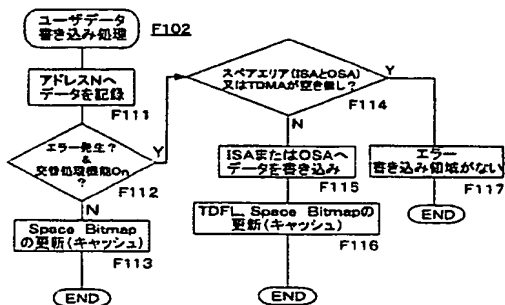 ユーザデータ
書き込み処理
F102
アドレスNへ
データを記録
F111
エラー発生?
&
交替処理機能On
?
F112
Y
N
Space Bitmap
の更新(キャッシュ)
F113
END
スペアエリア(ISAとOSA)
又はTDMAが空き無し?
F114
Y
N
ISAまたはOSAへ
データを書き込み
F115
TDFL、Space Bitmapの
更新(キャッシュ)
F116
END
エラー
書き込み領域がない
F117
END